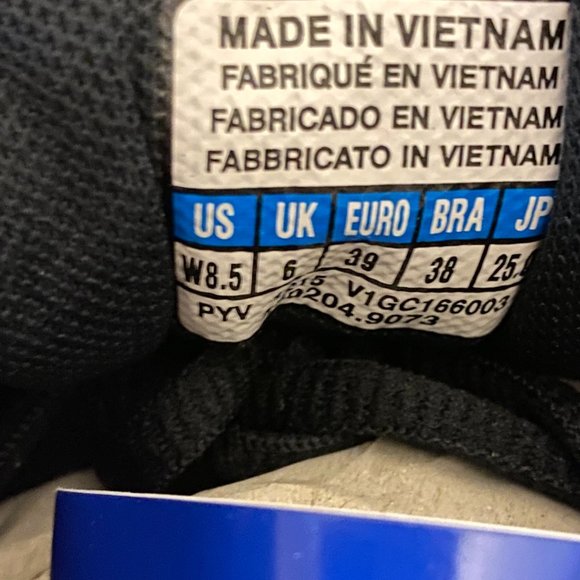 MADE IN VIETNAM
FABRIQUÉ EN VIETNAM
FABRICADO EN VIETNAM
FABBRICATO IN VIETNAM
US UK EURO BRA JP
W8.5 6 39 38
V1GC166003
PYV